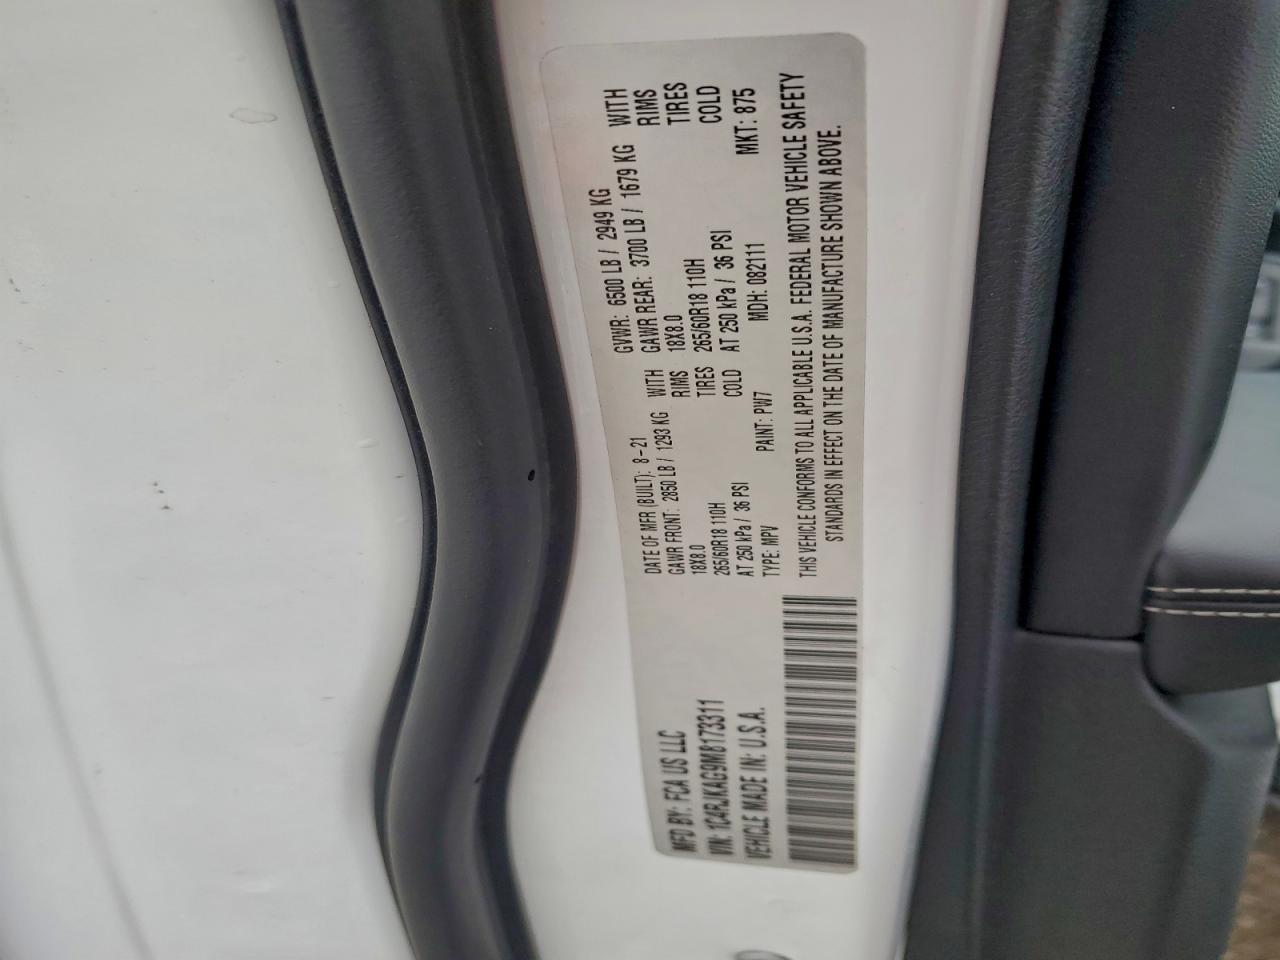 MFD BY: FCA US LLC
VIN: 1C4RJKAG9M8173311
VEHICLE MADE IN: U.S.A.
DATE OF MFR (BUILT): 8-21
GVWR: 6500 LB / 2949 KG
GAWR FRONT: 2850 LB / 1293 KG WITH
18X8.0 RIMS
265/60R18 110H TIRES
AT 250 kPa / 36 PSI COLD
GAWR REAR: 3700 LB / 1679 KG WITH
18X8.0 RIMS
265/60R18 110H TIRES
AT 250 kPa / 36 PSI COLD
TYPE: MPV PAINT: PW7 MDH: 082111 MKT: 875
THIS VEHICLE CONFORMS TO ALL APPLICABLE U.S.A. FEDERAL MOTOR VEHICLE SAFETY
STANDARDS IN EFFECT ON THE DATE OF MANUFACTURE SHOWN ABOVE.